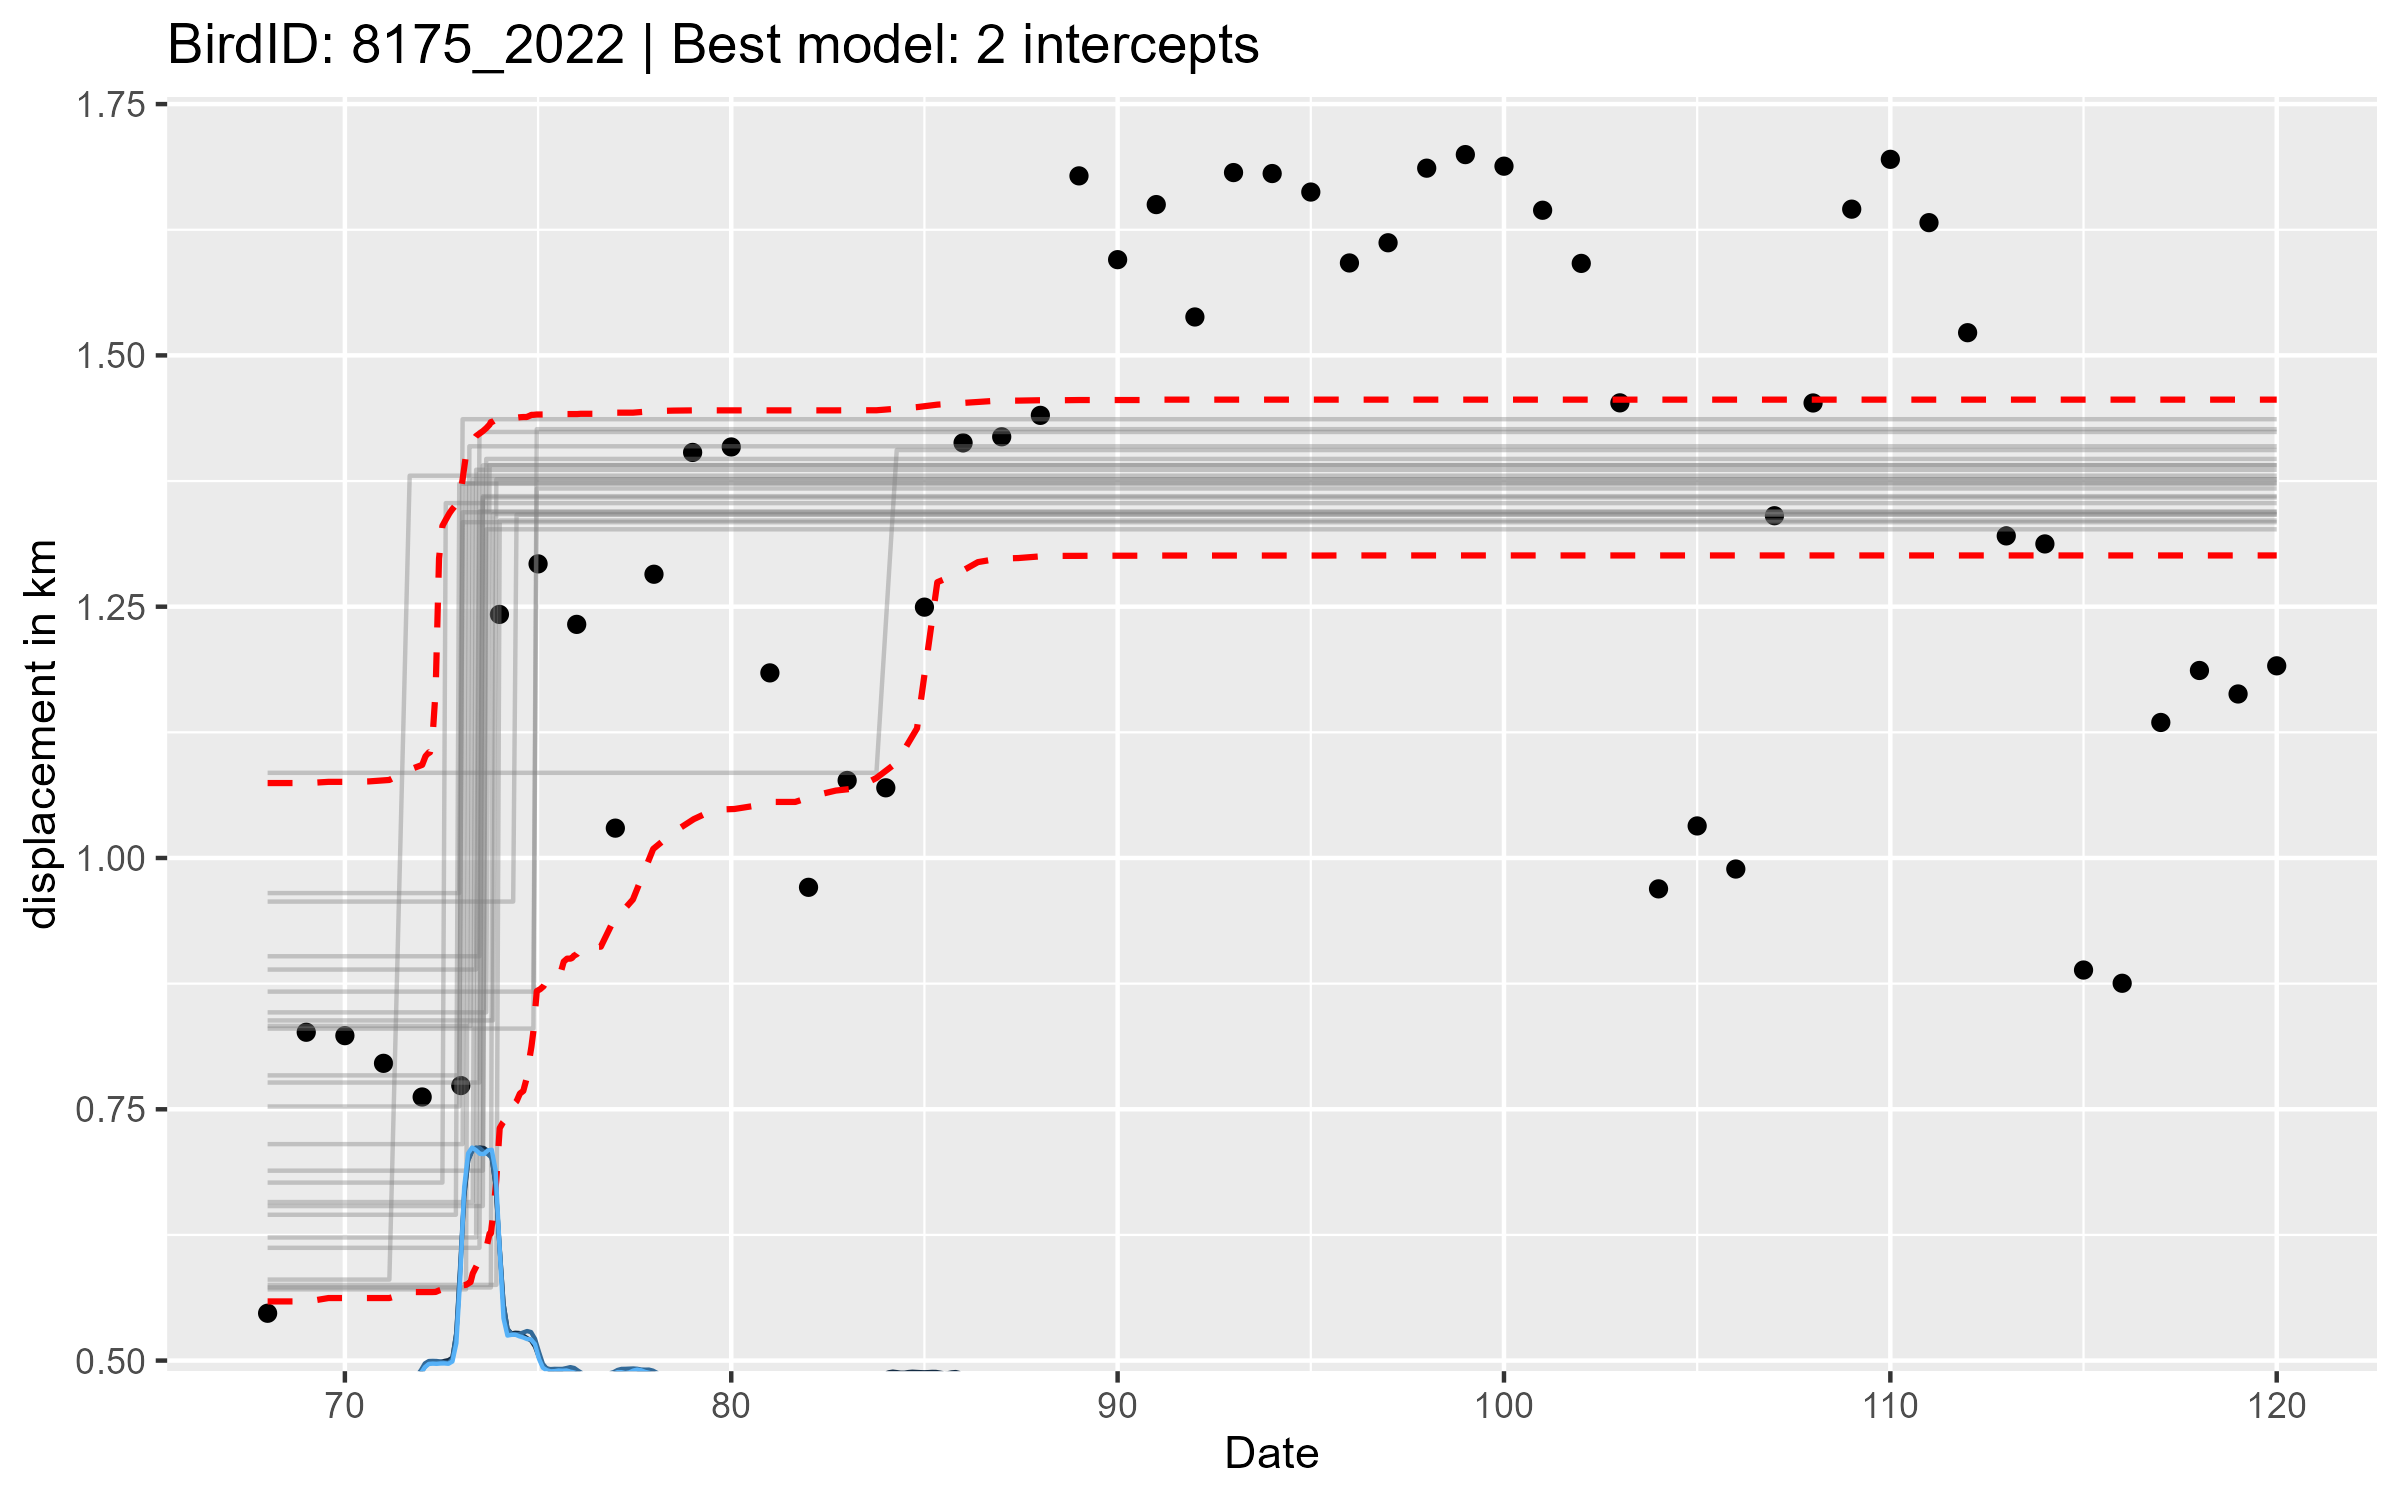 BirdID: 8175_2022 | Best model: 2 intercepts
displacement in km
1.75
1.50
1.25
1.00
0.75
0.50
70 80 90 100 110 120
Date